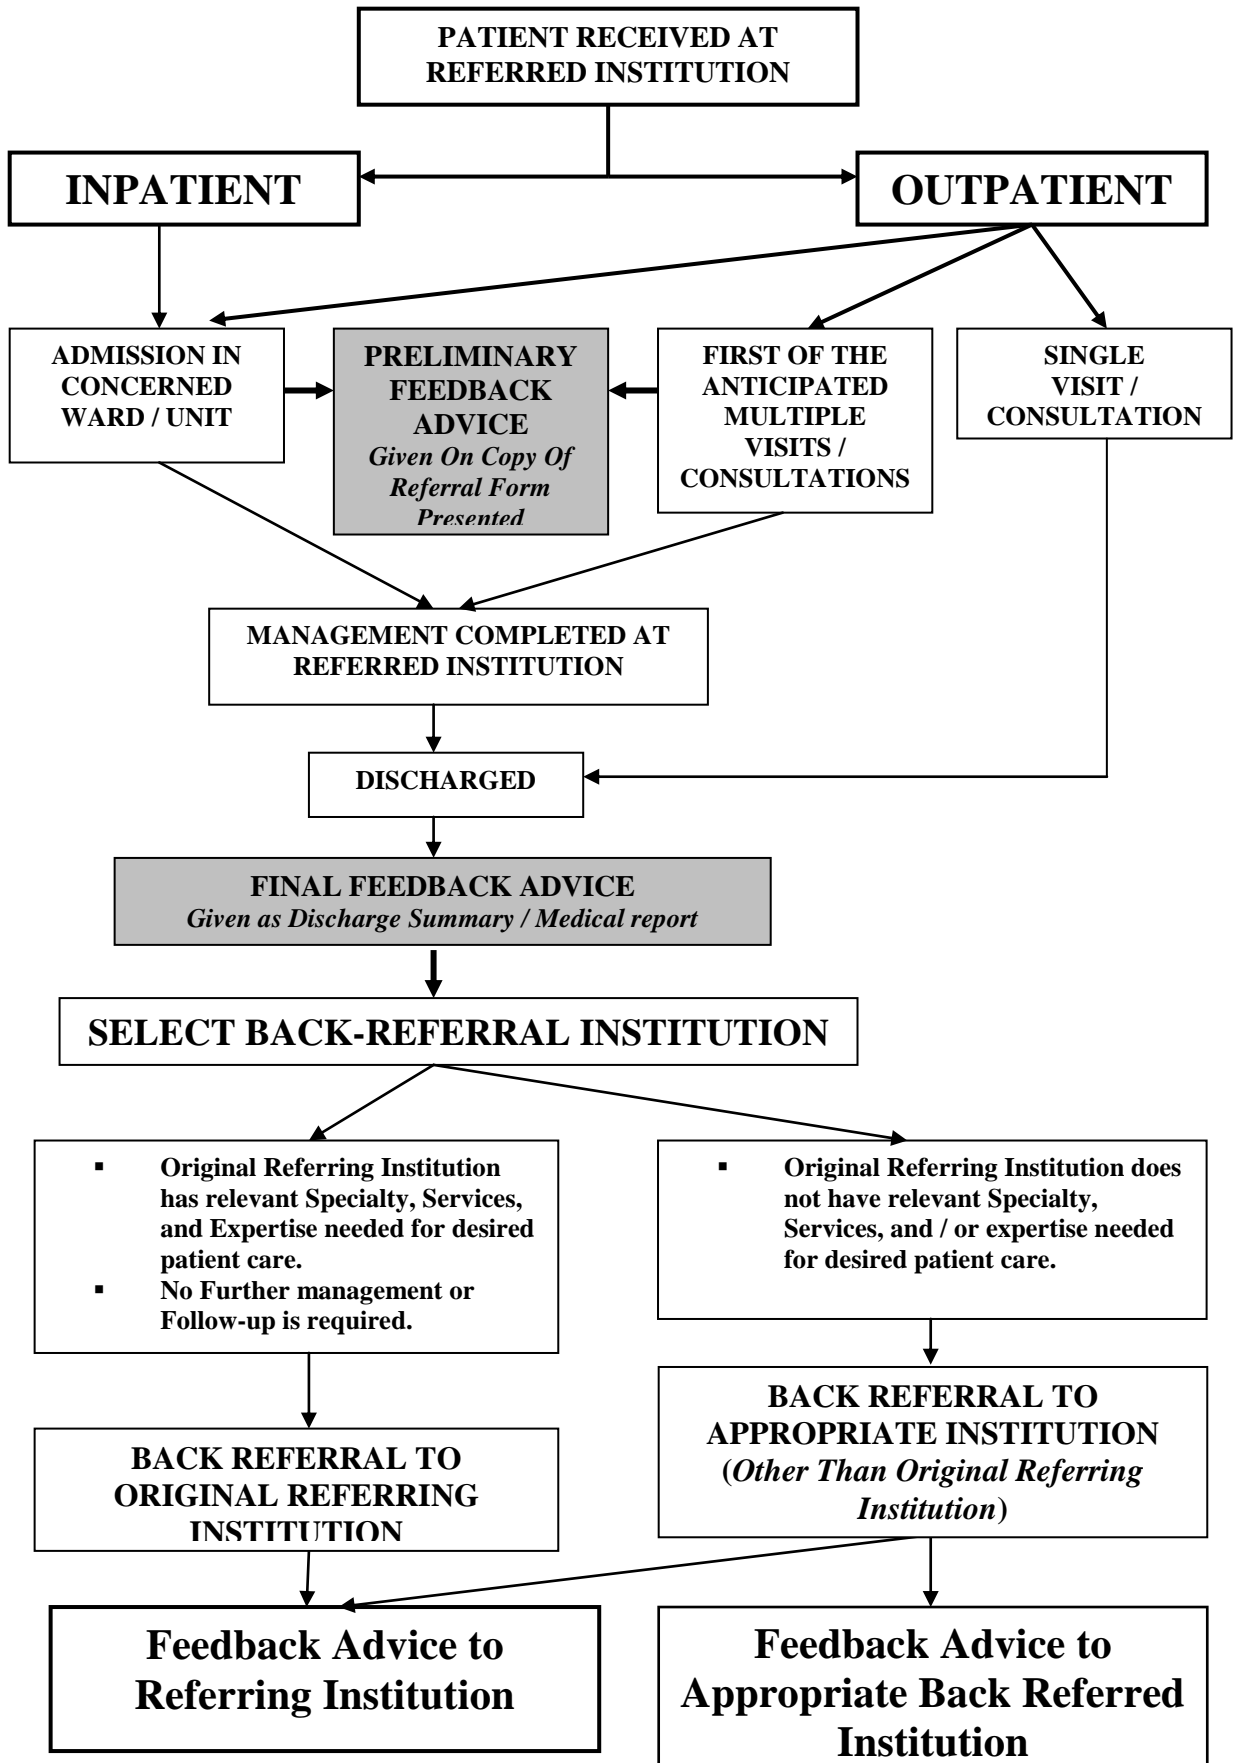 PATIENT RECEIVED AT
REFERRED INSTITUTION
INPATIENT
OUTPATIENT
ADMISSION IN
CONCERNED
WARD / UNIT
PRELIMINARY
FEEDBACK
ADVICE
Given On Copy Of
Referral Form
Presented
FIRST OF THE
ANTICIPATED
MULTIPLE
VISITS /
CONSULTATIONS
SINGLE
VISIT /
CONSULTATION
MANAGEMENT COMPLETED AT
REFERRED INSTITUTION
DISCHARGED
FINAL FEEDBACK ADVICE
Given as Discharge Summary / Medical report
SELECT BACK-REFERRAL INSTITUTION
▪ Original Referring Institution
has relevant Specialty, Services,
and Expertise needed for desired
patient care.
▪ No Further management or
Follow-up is required.
▪ Original Referring Institution does
not have relevant Specialty,
Services, and / or expertise needed
for desired patient care.
BACK REFERRAL TO
ORIGINAL REFERRING
INSTITUTION
BACK REFERRAL TO
APPROPRIATE INSTITUTION
(Other Than Original Referring
Institution)
Feedback Advice to
Referring Institution
Feedback Advice to
Appropriate Back Referred
Institution